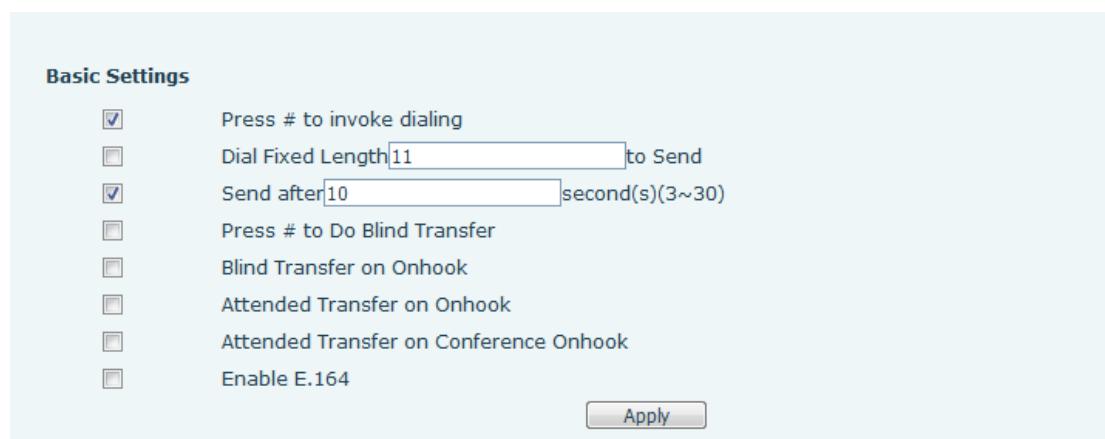 Basic Settings
Press # to invoke dialing
Dial Fixed Length 11 to Send
Send after 10 second(s)(3~30)
Press # to Do Blind Transfer
Blind Transfer on Onhook
Attended Transfer on Onhook
Attended Transfer on Conference Onhook
Enable E.164
Apply